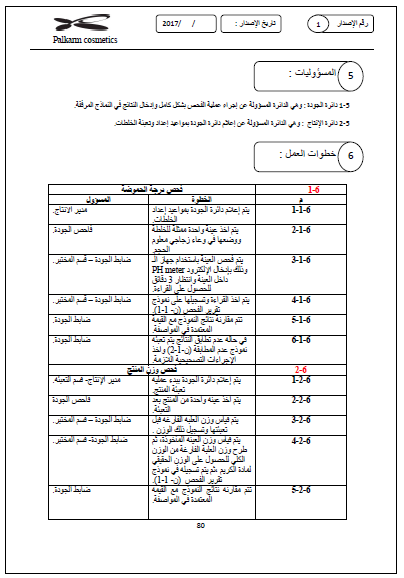 رقم الإصدار 1
تاريخ الإصدار : / / 2017
Palkarm cosmetics
5 المسؤوليات :
5-1 دائرة الجودة : وهي الدائرة المسؤولة عن إجراء عملية الفحص بشكل كامل وإدخال النتائج في النماذج المرفقة.
5-2 دائرة الإنتاج : وهي الدائرة المسؤولة عن إعلام دائرة الجودة بمواعيد إعداد وتعبئة الخلطات.
6 خطوات العمل :
1-6 فحص درجة الحموضة
م الخطوة المسؤول
1-1-6 يتم إعلام دائرة الجودة بمواعيد إعداد مدير الانتاج.
الخلطات.
2-1-6 يتم اخذ عينة واحدة ممثلة للخلطة فاحص الجودة.
ووضعها في وعاء زجاجي معلوم
الحجم.
3-1-6 يتم فحص العينة باستخدام جهاز الـ ضابط الجودة – قسم المختبر.
PH meter وذلك بإدخال الإلكترود
داخل العينة وانتظار 3 دقائق
للحصول على القراءة.
4-1-6 يتم اخذ القراءة وتسجيلها على نموذج ضابط الجودة – قسم المختبر.
تقرير الفحص (ن- 1-1).
5-1-6 تتم مقارنة نتائج النموذج مع القيمة ضابط الجودة.
المعتمدة في المواصفة.
6-1-6 في حالة عدم تطابق النتائج يتم تعبئة ضابط الجودة.
نموذج عدم المطابقة (ن-1-2) واخذ
الإجراءات التصحيحية اللازمة.
2-6 فحص وزن المنتج
1-2-6 يتم إعلام دائرة الجودة ببدء عملية مدير الإنتاج- قسم التعبئة.
تعبئة المنتج.
2-2-6 يتم اخذ عينه واحدة من المنتج بعد فاحص الجودة
التعبئة.
3-2-6 يتم قياس وزن العلبة الفارغة قبل ضابط الجودة – قسم المختبر.
تعبئتها وتسجيل ذلك الوزن .
4-2-6 يتم قياس وزن العينه المأخوذة، ثم ضابط الجودة- قسم المختبر.
طرح وزن العلبة الفارغة من الوزن
الكلي للحصول على الوزن الحقيقي
لمادة الكريم ،ثم يتم تسجيله في نموذج
تقرير الفحص (ن- 1-1).
5-2-6 تتم مقارنة نتائج النموذج مع القيمة ضابط الجودة.
المعتمدة في المواصفة.
80